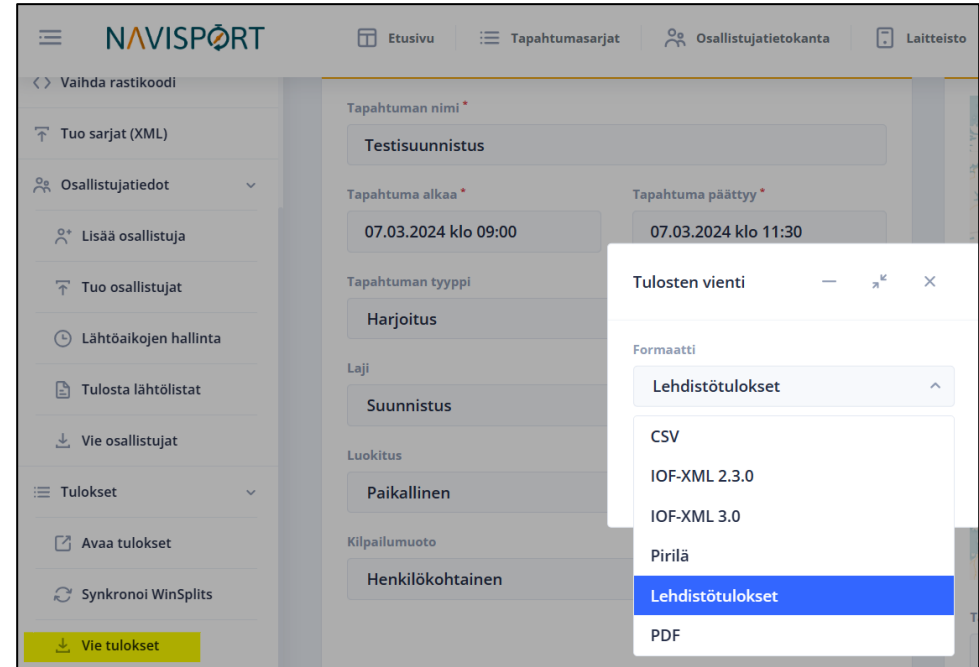 NAVISPORT
Etusivu
Tapahtumasarjat
Osallistujatietokanta
Laitteisto
Vaihda rastikoodi
Tuo sarjat (XML)
Osallistujatiedot
Lisää osallistuja
Tuo osallistujat
Lähtöaikojen hallinta
Tulosta lähtölistat
Vie osallistujat
Tulokset
Avaa tulokset
Synkronoi WinSplits
Vie tulokset
Tapahtuman nimi *
Testisuunnistus
Tapahtuma alkaa *
07.03.2024 klo 09:00
Tapahtuma päättyy *
07.03.2024 klo 11:30
Tapahtuman tyyppi
Harjoitus
Laji
Suunnistus
Luokitus
Paikallinen
Kilpailumuoto
Henkilökohtainen
Tulosten vienti
Formaatti
Lehdistötulokset
CSV
IOF-XML 2.3.0
IOF-XML 3.0
Pirilä
Lehdistötulokset
PDF